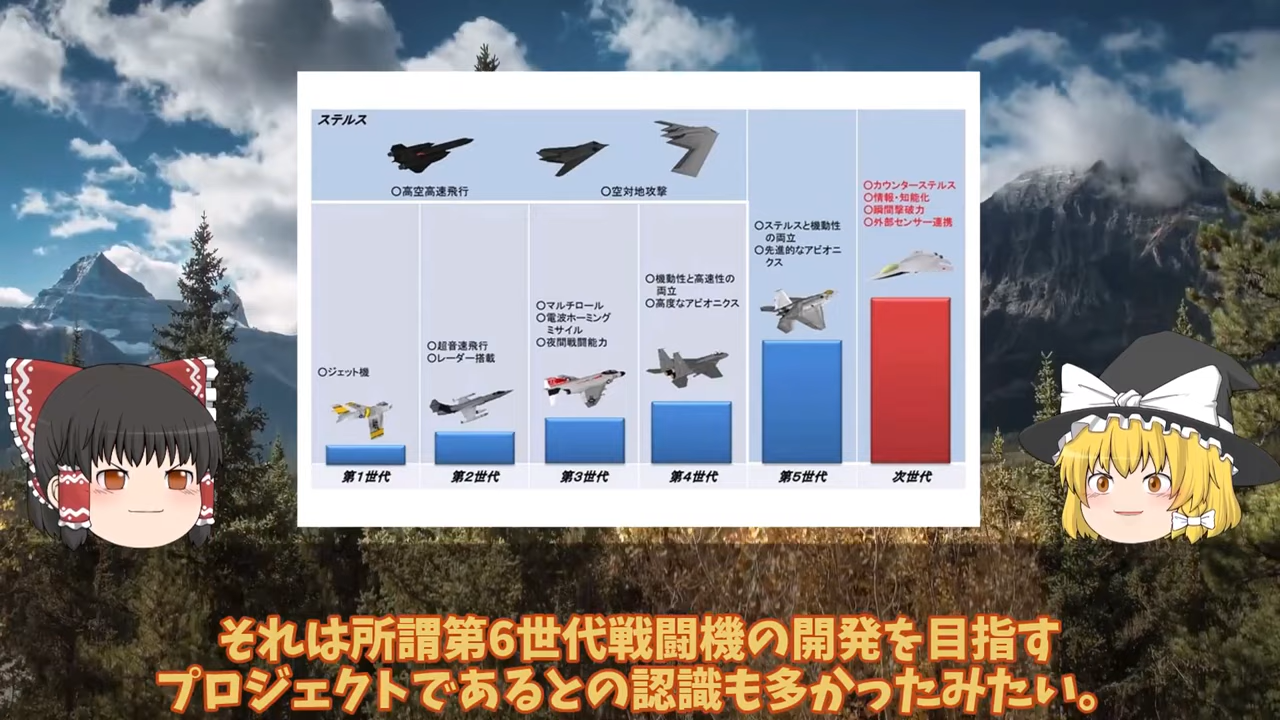 ステルス
○高空高速飛行
○空対地攻撃
○ジェット機
○超音速飛行
○レーダー搭載
○マルチロール
○電波ホーミング
ミサイル
○夜間戦闘能力
○機動性と高速性の
両立
○高度なアビオニクス
○ステルスと機動性
の両立
○先進的なアビオニ
クス
○カウンターステルス
○情報・知能化
○瞬間撃破力
○外部センサー連携
第1世代
第2世代
第3世代
第4世代
第5世代
次世代
それは所謂第6世代戦闘機の開発を目指す
プロジェクトであるとの認識も多かったみたい。